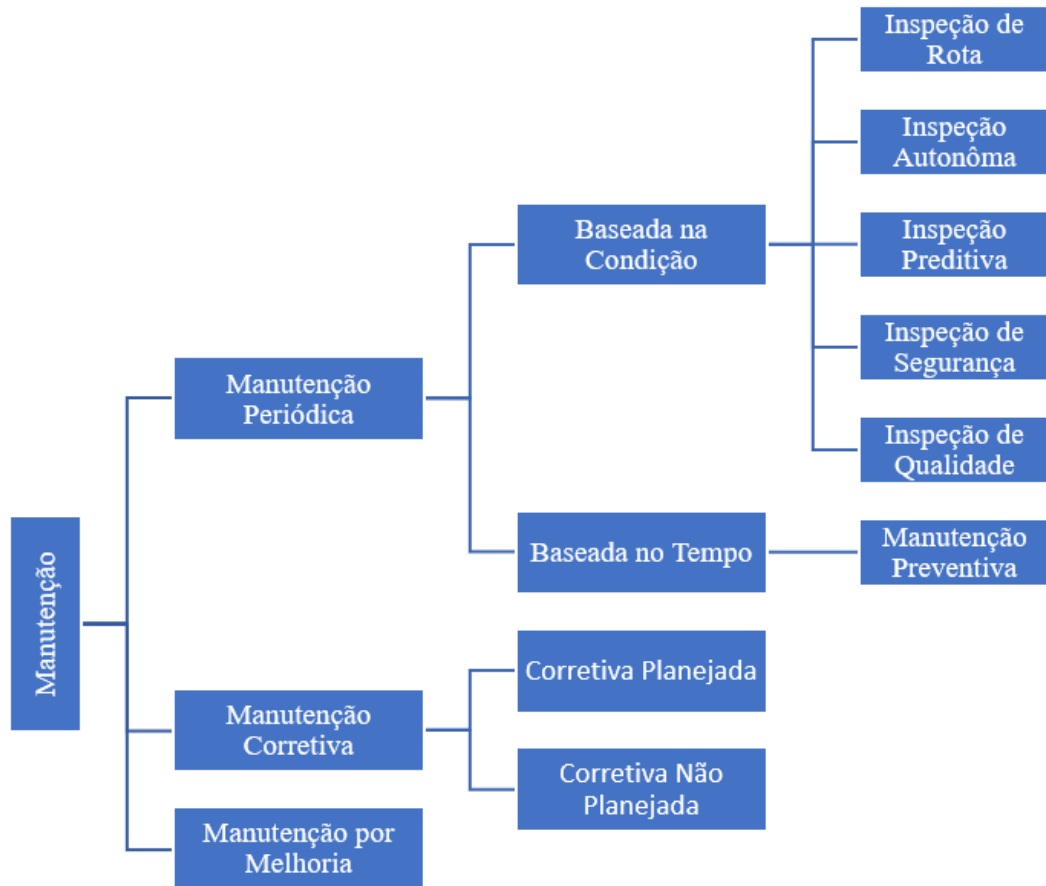 Inspeção de
Rota
Inspeção
Autonôma
Baseada na
Condição
Inspeção
Preditiva
Inspeção de
Segurança
Manutenção
Periódica
Inspeção de
Qualidade
Manutenção
Baseada no Tempo
Manutenção
Preventiva
Corretiva Planejada
Manutenção
Corretiva
Corretiva Não
Planejada
Manutenção por
Melhoria